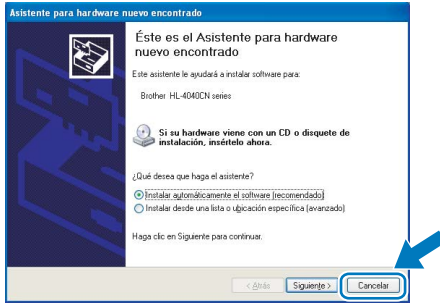 Asistente para hardware nuevo encontrado
Éste es el Asistente para hardware
nuevo encontrado
Este asistente le ayudará a instalar software para:
Brother HL-4040CN series
Si su hardware viene con un CD o disquete de
instalación, insértelo ahora.
¿Qué desea que haga el asistente?
Instalar automáticamente el software (recomendado)
Instalar desde una lista o ubicación específica (avanzado)
Haga clic en Siguiente para continuar.
< Atrás
Siguiente >
Cancelar